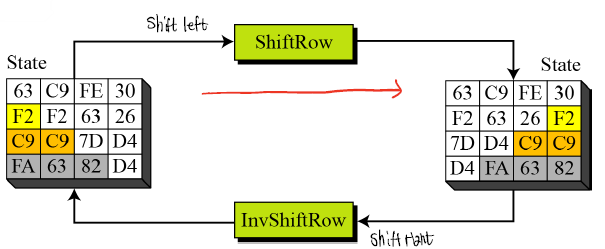 Shift left
ShiftRow
State
State
63 C9 FE 30
F2 F2 63 26
C9 C9 7D D4
FA 63 82 D4
63 C9 FE 30
F2 63 26 F2
7D D4 C9 C9
D4 FA 63 82
InvShiftRow
Shift